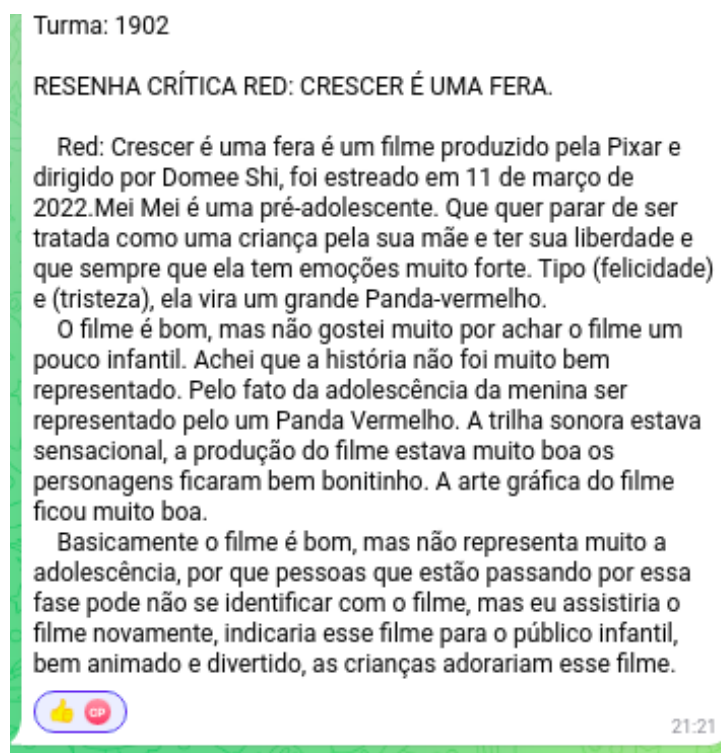 Turma: 1902
RESENHA CRÍTICA RED: CRESCER É UMA FERA.
Red: Crescer é uma fera é um filme produzido pela Pixar e
dirigido por Domee Shi, foi estreado em 11 de março de
2022.Mei Mei é uma pré-adolescente. Que quer parar de ser
tratada como uma criança pela sua mãe e ter sua liberdade e
que sempre que ela tem emoções muito forte. Tipo (felicidade)
e (tristeza), ela vira um grande Panda-vermelho.
O filme é bom, mas não gostei muito por achar o filme um
pouco infantil. Achei que a história não foi muito bem
representado. Pelo fato da adolescência da menina ser
representado pelo um Panda Vermelho. A trilha sonora estava
sensacional, a produção do filme estava muito boa os
personagens ficaram bem bonitinho. A arte gráfica do filme
ficou muito boa.
Basicamente o filme é bom, mas não representa muito a
adolescência, por que pessoas que estão passando por essa
fase pode não se identificar com o filme, mas eu assistiria o
filme novamente, indicaria esse filme para o público infantil,
bem animado e divertido, as crianças adorariam esse filme.
GP
21:21